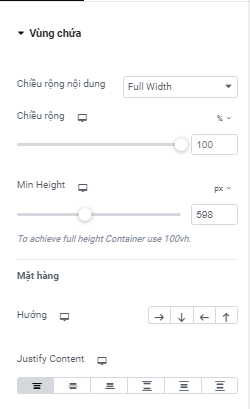 Vùng chứa
Chiều rộng nội dung Full Width
Chiều rộng %
100
Min Height px
598
To achieve full height Container use 100vh.
Mặt hàng
Hướng
Justify Content